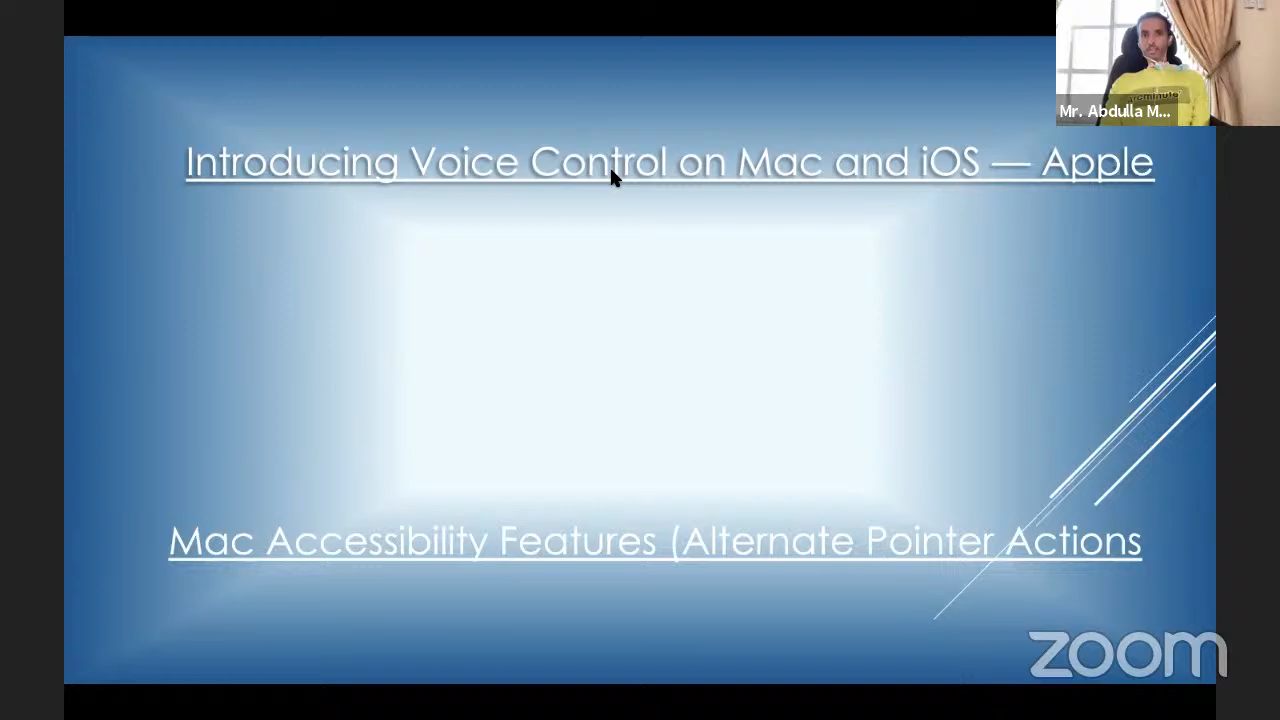 Introducing Voice Control on Mac and iOS — Apple
Mr. Abdulla M...
Mac Accessibility Features (Alternate Pointer Actions
zoom